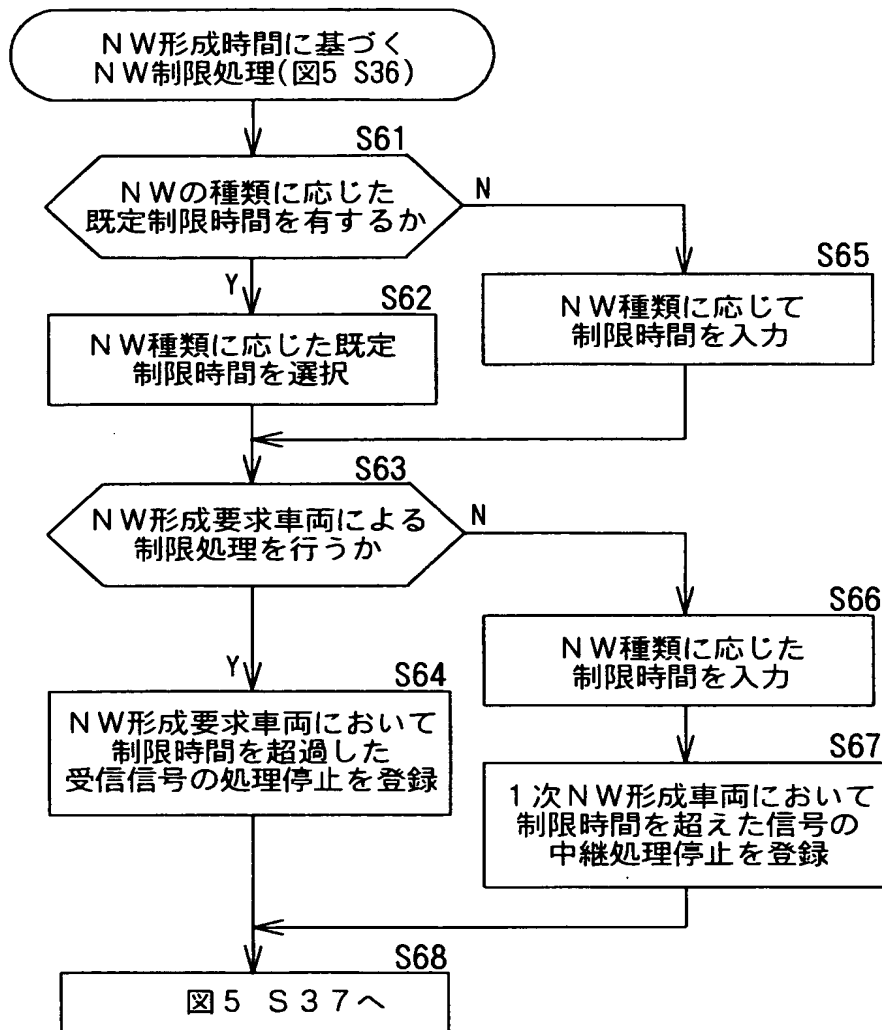 ＮＷ形成時間に基づく
ＮＷ制限処理(図5 S36)
S61
ＮＷの種類に応じた
既定制限時間を有するか
N
Y
S62
ＮＷ種類に応じた既定
制限時間を選択
S65
ＮＷ種類に応じて
制限時間を入力
S63
ＮＷ形成要求車両による
制限処理を行うか
N
Y
S64
ＮＷ形成要求車両において
制限時間を超過した
受信信号の処理停止を登録
S66
ＮＷ種類に応じた
制限時間を入力
S67
１次ＮＷ形成車両において
制限時間を超えた信号の
中継処理停止を登録
S68
図５ Ｓ３７へ